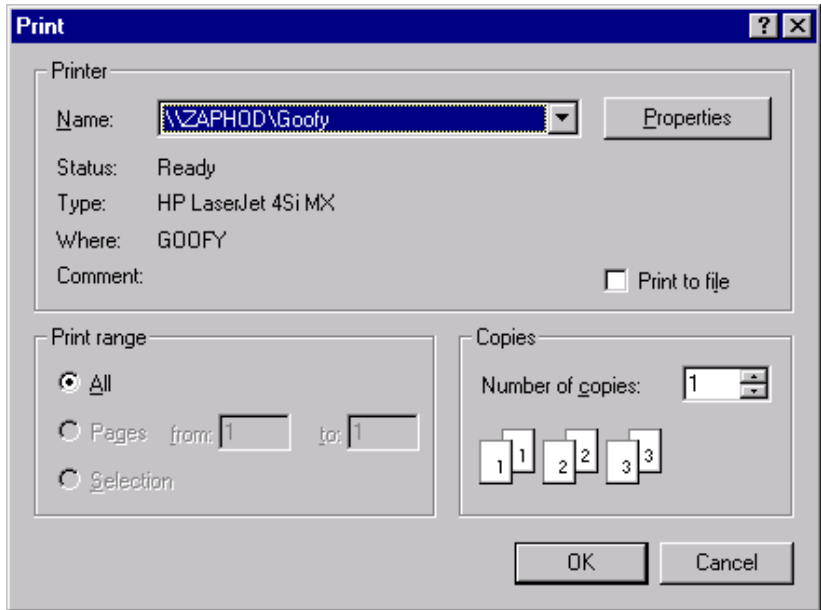 Print
Printer
Name: \\ZAPHOD\Goofy Properties
Status: Ready
Type: HP LaserJet 4Si MX
Where: GOOFY
Comment:
Print to file
Print range
All
Pages from: 1 to: 1
Selection
Copies
Number of copies: 1
1 1 2 2 3 3
OK Cancel